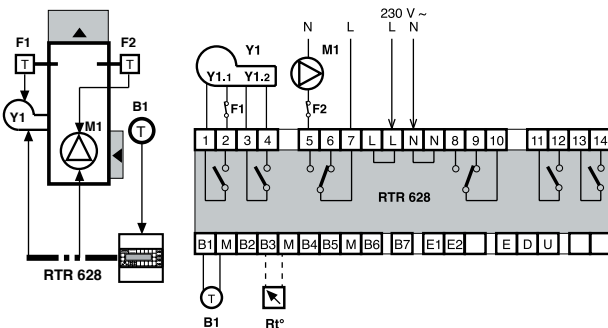 230 V ~
N L L N
F1 F2 Y1 M1
T T
Y1.1 Y1.2
B1
Y1 M1 T F1 F2
1 2 3 4 5 6 7 L L N N 8 9 10 11 12 13 14
RTR 628
B1 M B2 B3 M B4 B5 M B6 B7 E1 E2 E D U
RTR 628
T
B1 Rt°